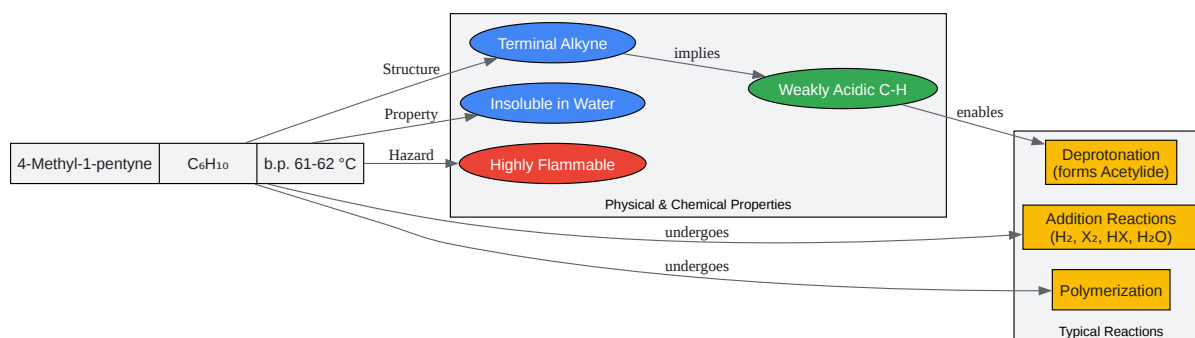 Terminal Alkyne
implies
Structure
Weakly Acidic C-H
Insoluble in Water
Property
enables
4-Methyl-1-pentyne
C₆H₁₀
b.p. 61-62 °C
Hazard
Highly Flammable
Deprotonation
(forms Acetylide)
Physical & Chemical Properties
Addition Reactions
(H₂, X₂, HX, H₂O)
undergoes
undergoes
Polymerization
Typical Reactions